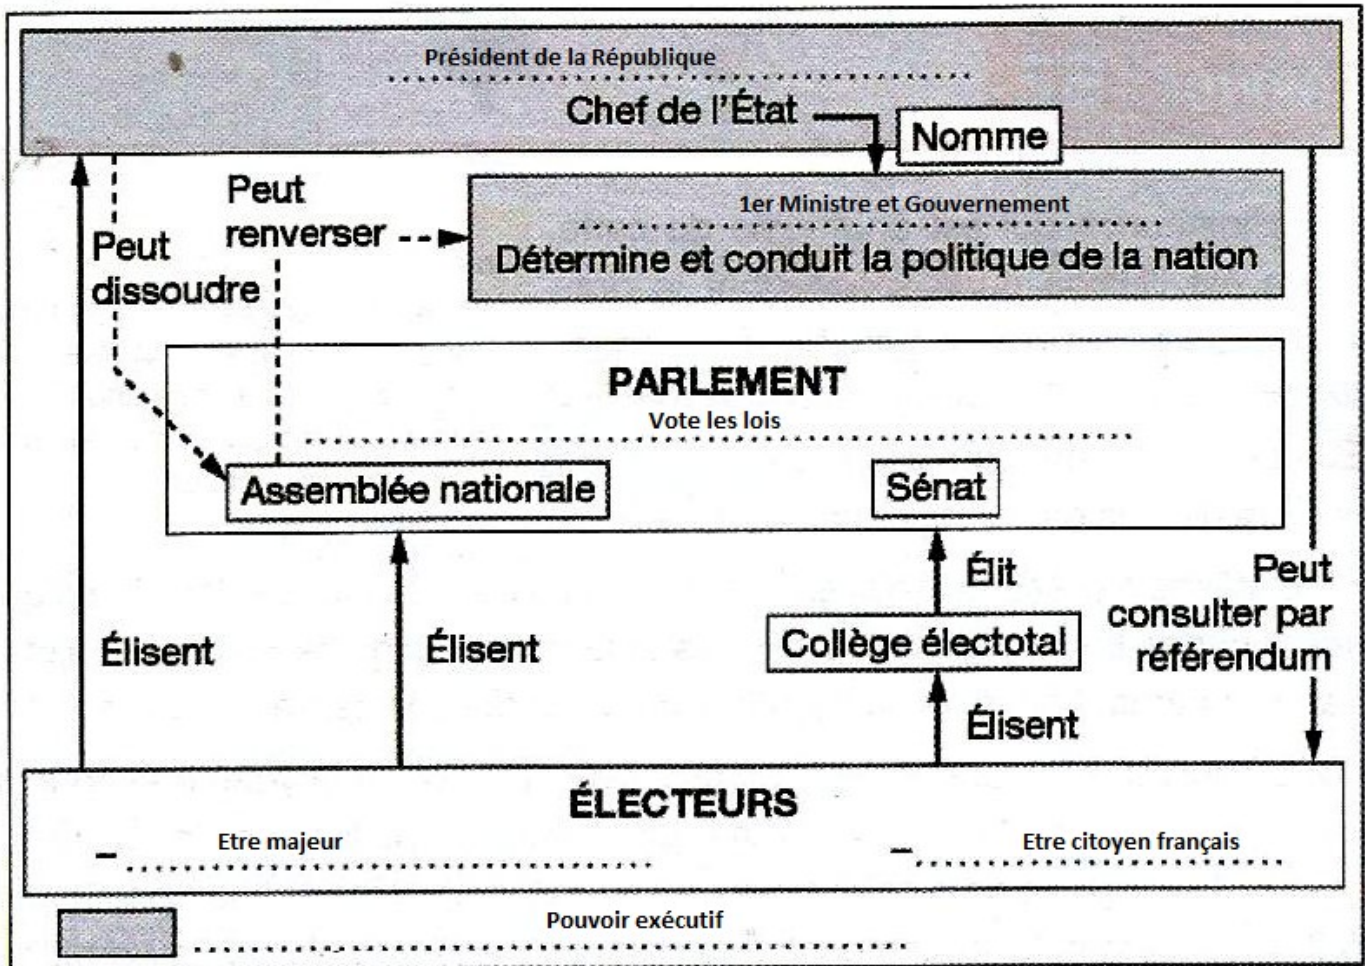 Président de la République
Chef de l'État
Nomme
Peut
renverser
1er Ministre et Gouvernement
Détermine et conduit la politique de la nation
Peut
dissoudre
PARLEMENT
Vote les lois
Assemblée nationale
Sénat
Élisent
Élisent
Élit
Collège électotal
Élisent
Peut
consulter par
référendum
ÉLECTEURS
– Etre majeur
– Etre citoyen français
Pouvoir exécutif